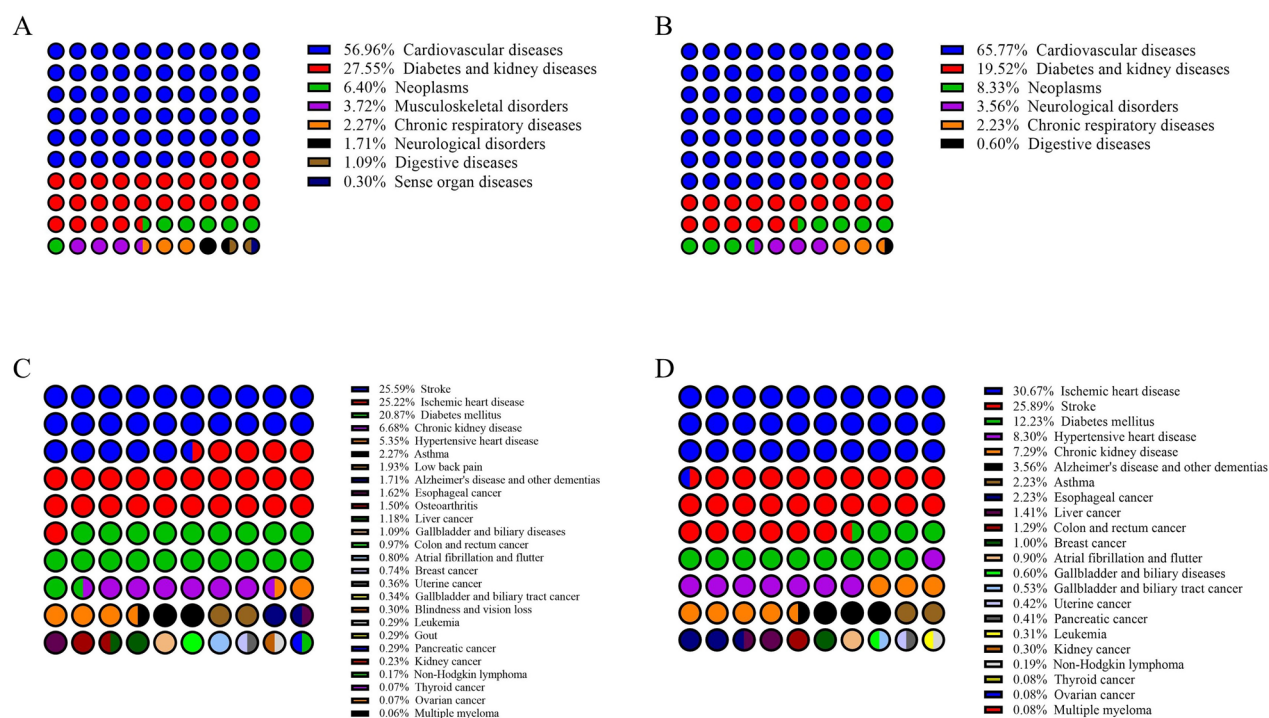 A
56.96% Cardiovascular diseases
27.55% Diabetes and kidney diseases
6.40% Neoplasms
3.72% Musculoskeletal disorders
2.27% Chronic respiratory diseases
1.71% Neurological disorders
1.09% Digestive diseases
0.30% Sense organ diseases
B
65.77% Cardiovascular diseases
19.52% Diabetes and kidney diseases
8.33% Neoplasms
3.56% Neurological disorders
2.23% Chronic respiratory diseases
0.60% Digestive diseases
C
25.59% Stroke
25.22% Ischemic heart disease
20.87% Diabetes mellitus
6.68% Chronic kidney disease
5.35% Hypertensive heart disease
2.27% Asthma
1.93% Low back pain
1.71% Alzheimer's disease and other dementias
1.62% Esophageal cancer
1.50% Osteoarthritis
1.18% Liver cancer
1.09% Gallbladder and biliary diseases
0.97% Colon and rectum cancer
0.80% Atrial fibrillation and flutter
0.74% Breast cancer
0.36% Uterine cancer
0.34% Gallbladder and biliary tract cancer
0.30% Blindness and vision loss
0.29% Leukemia
0.29% Gout
0.29% Pancreatic cancer
0.23% Kidney cancer
0.17% Non-Hodgkin lymphoma
0.07% Thyroid cancer
0.07% Ovarian cancer
0.06% Multiple myeloma
D
30.67% Ischemic heart disease
25.89% Stroke
12.23% Diabetes mellitus
8.30% Hypertensive heart disease
7.29% Chronic kidney disease
3.56% Alzheimer's disease and other dementias
2.23% Asthma
2.23% Esophageal cancer
1.41% Liver cancer
1.29% Colon and rectum cancer
1.00% Breast cancer
0.90% Atrial fibrillation and flutter
0.60% Gallbladder and biliary diseases
0.53% Gallbladder and biliary tract cancer
0.42% Uterine cancer
0.41% Pancreatic cancer
0.31% Leukemia
0.30% Kidney cancer
0.19% Non-Hodgkin lymphoma
0.08% Thyroid cancer
0.08% Ovarian cancer
0.08% Multiple myeloma